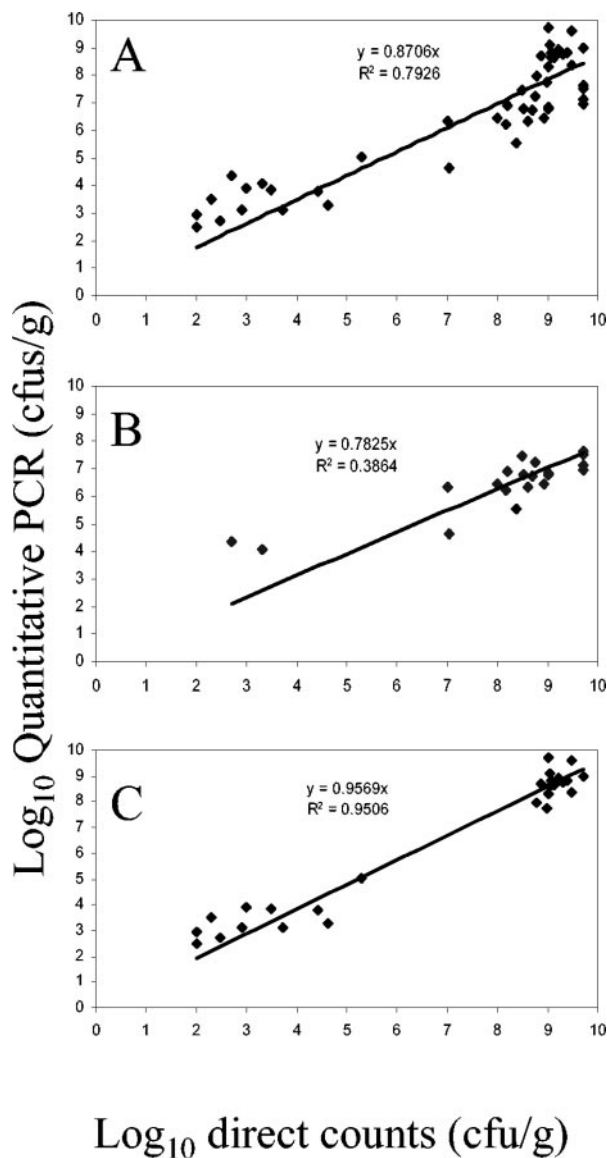 Log10 Quantitative PCR (cfus/g)
A
y = 0.8706x
R² = 0.7926
10
9
8
7
6
5
4
3
2
1
0
0 1 2 3 4 5 6 7 8 9 10
B
y = 0.7825x
R² = 0.3864
10
9
8
7
6
5
4
3
2
1
0
0 1 2 3 4 5 6 7 8 9 10
C
y = 0.9569x
R² = 0.9506
10
9
8
7
6
5
4
3
2
1
0
0 1 2 3 4 5 6 7 8 9 10
Log10 direct counts (cfu/g)